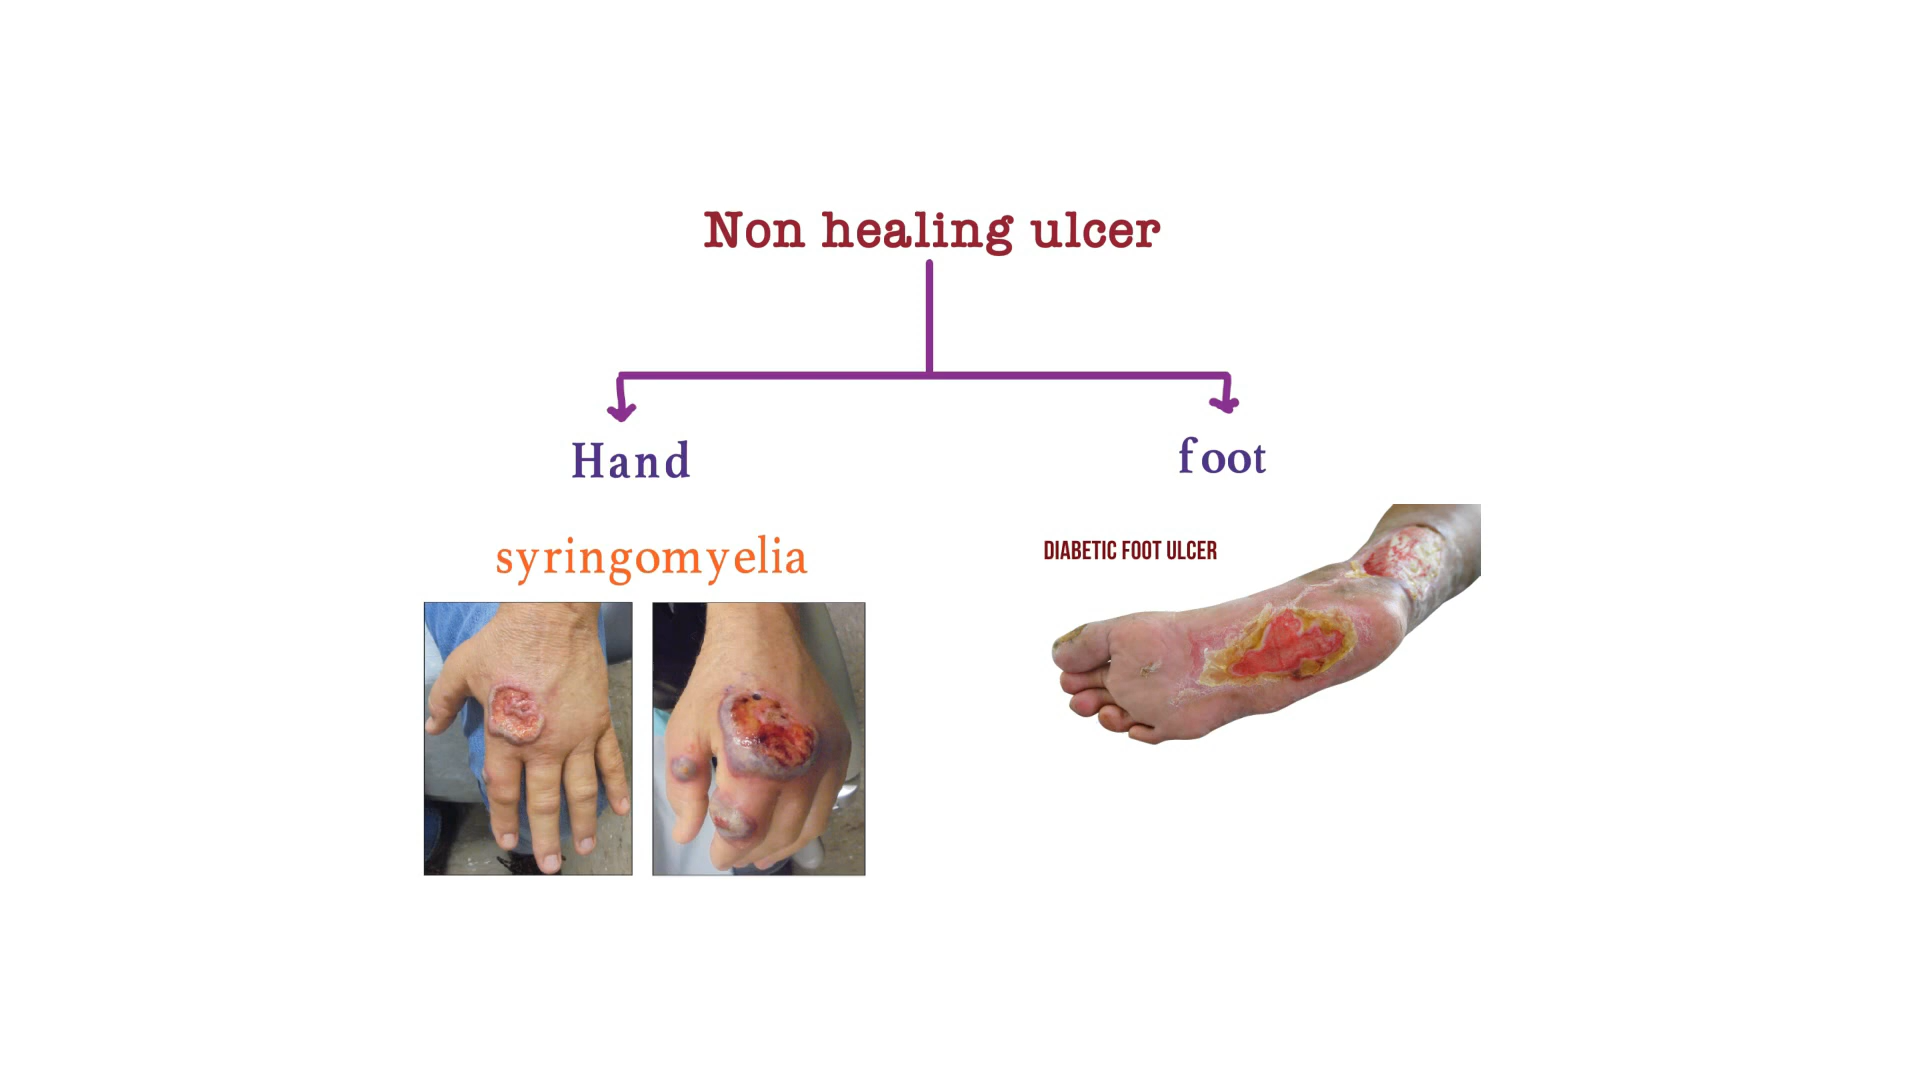 Non healing ulcer
Hand
foot
syringomyelia
DIABETIC FOOT ULCER